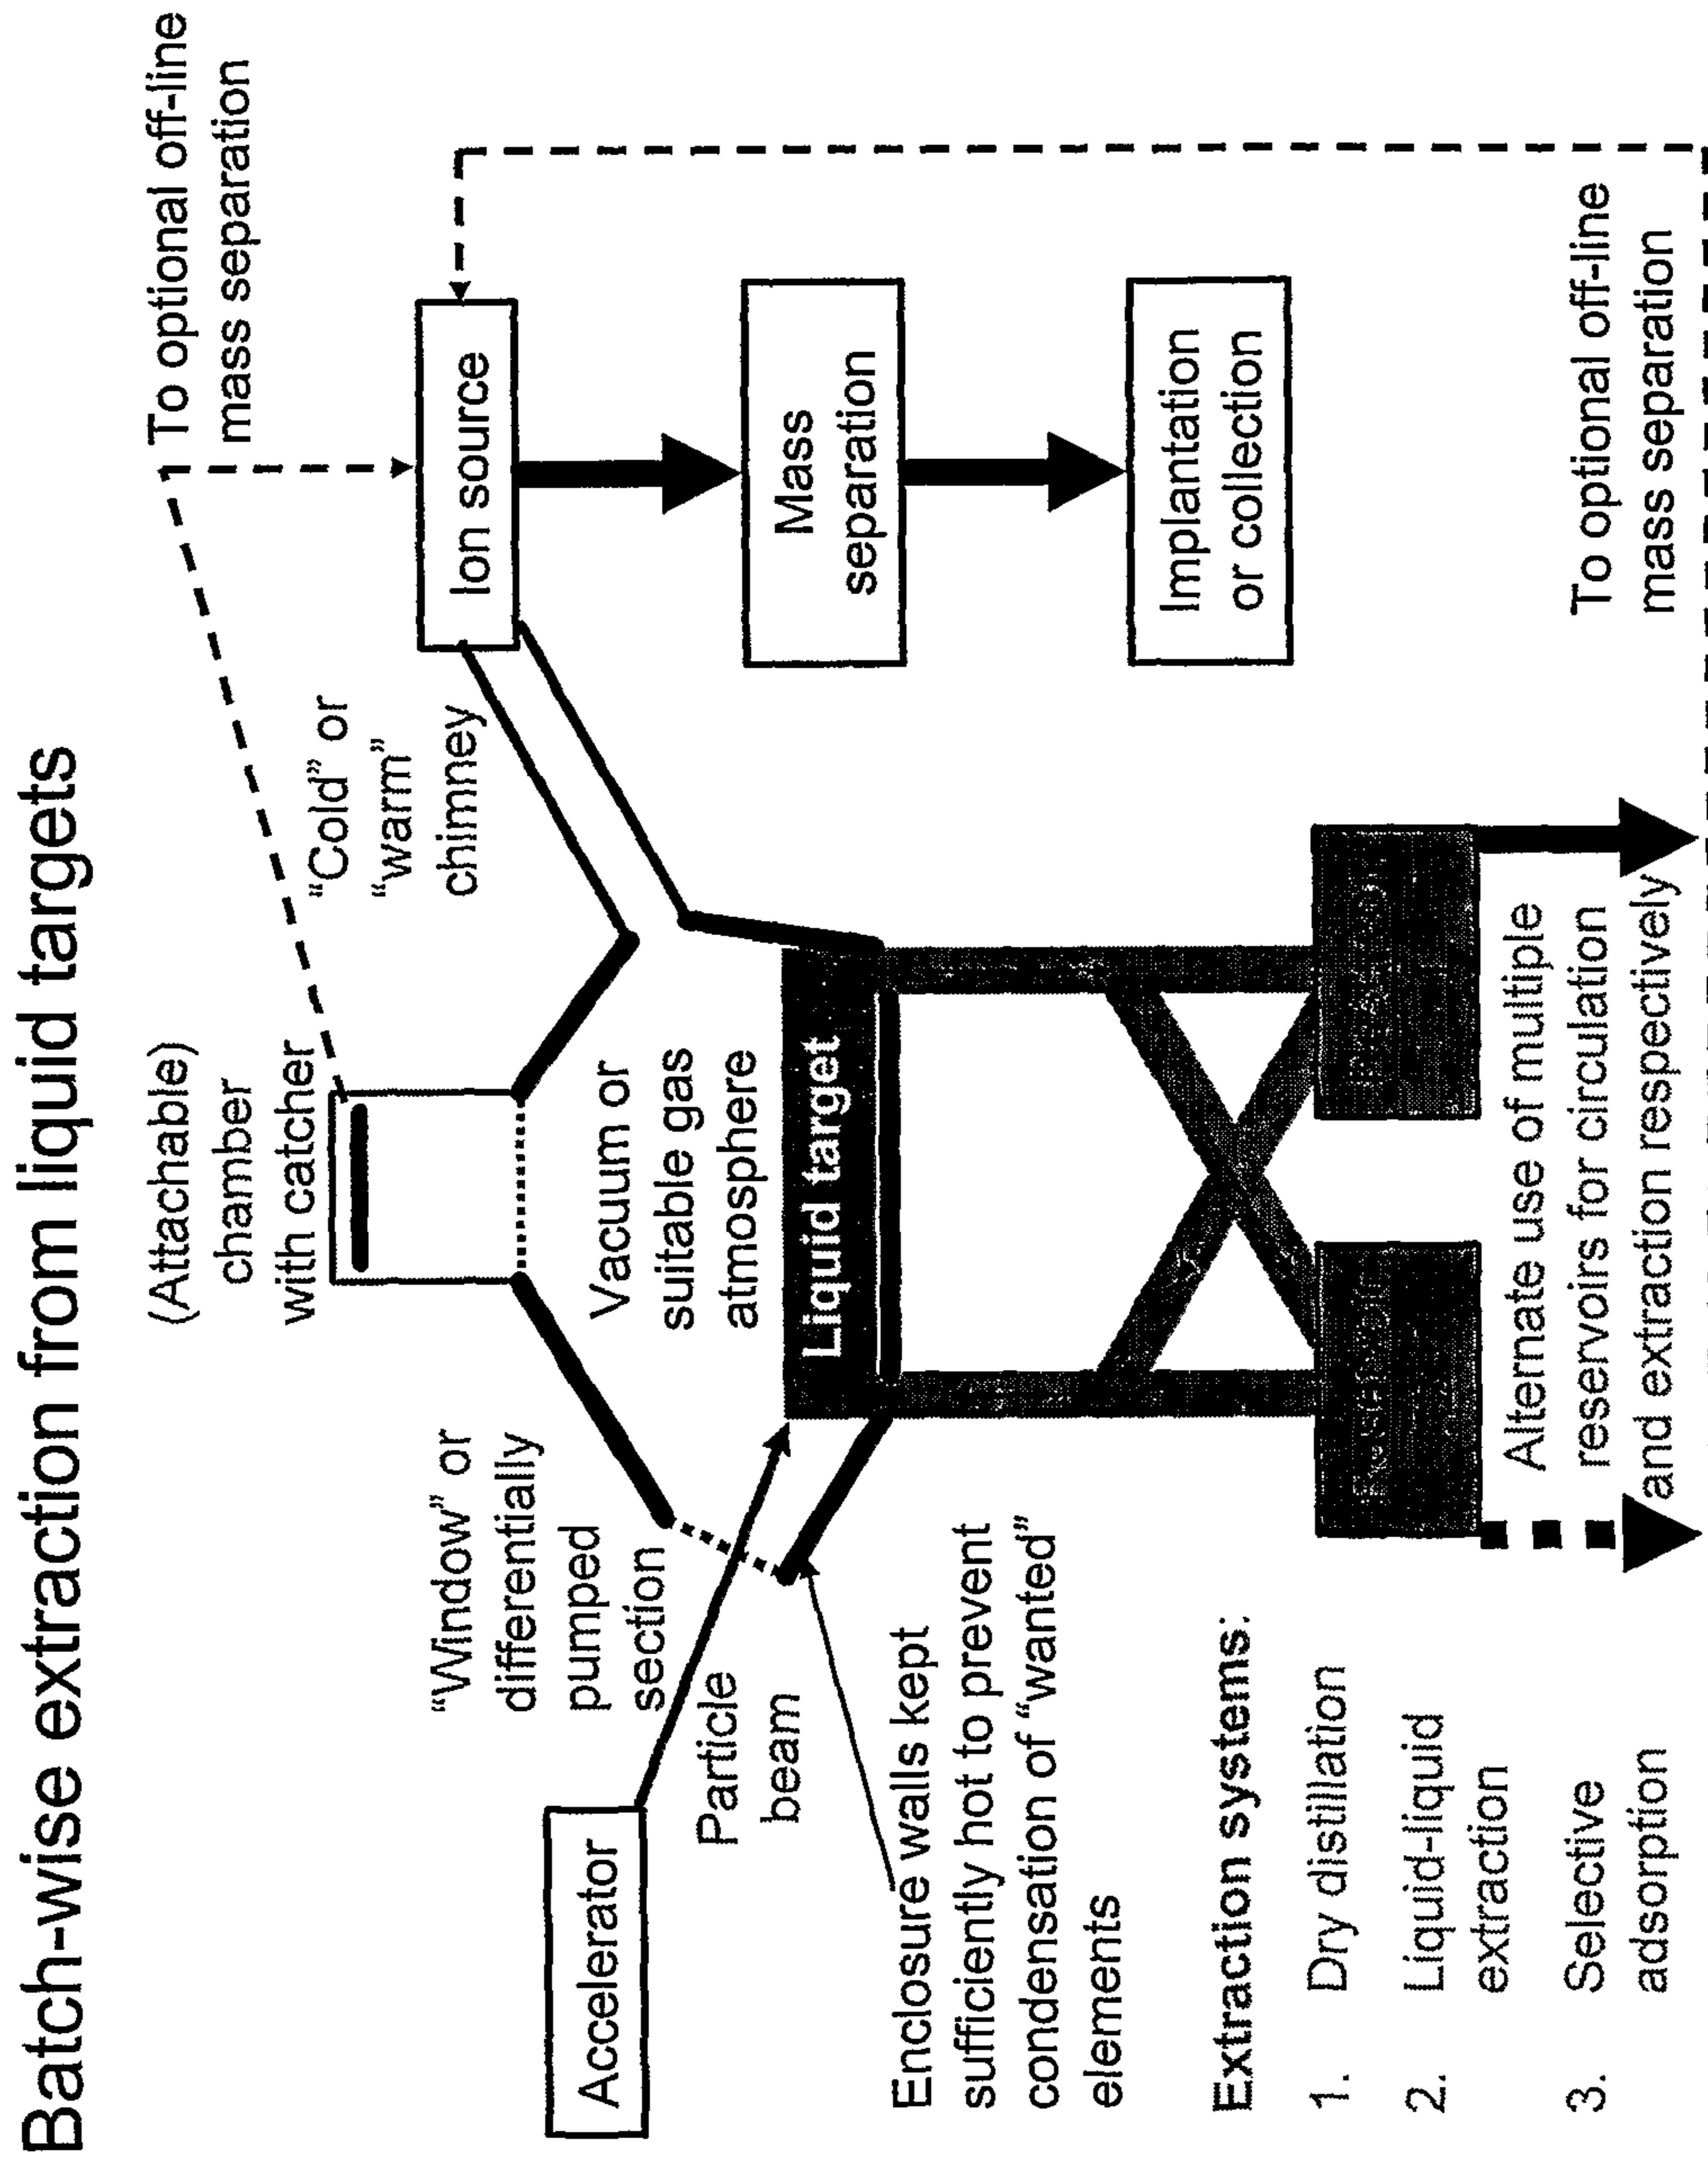 Batch-wise extraction from liquid targets
(Attachable)
chamber
with catcher
To optional off-line
mass separation
"Cold" or
"warm"
chimney
"Window" or
differentially
pumped
section
Ion source
Accelerator
Particle
beam
Vacuum or
suitable gas
atmosphere
Liquid target
Mass
separation
Enclosure walls kept
sufficiently hot to prevent
condensation of "wanted"
elements
Implantation
or collection
Extraction systems:
1. Dry distillation
2. Liquid-liquid
extraction
3. Selective
adsorption
Reservoir
Reservoir
Alternate use of multiple
reservoirs for circulation
and extraction respectively
To optional off-line
mass separation